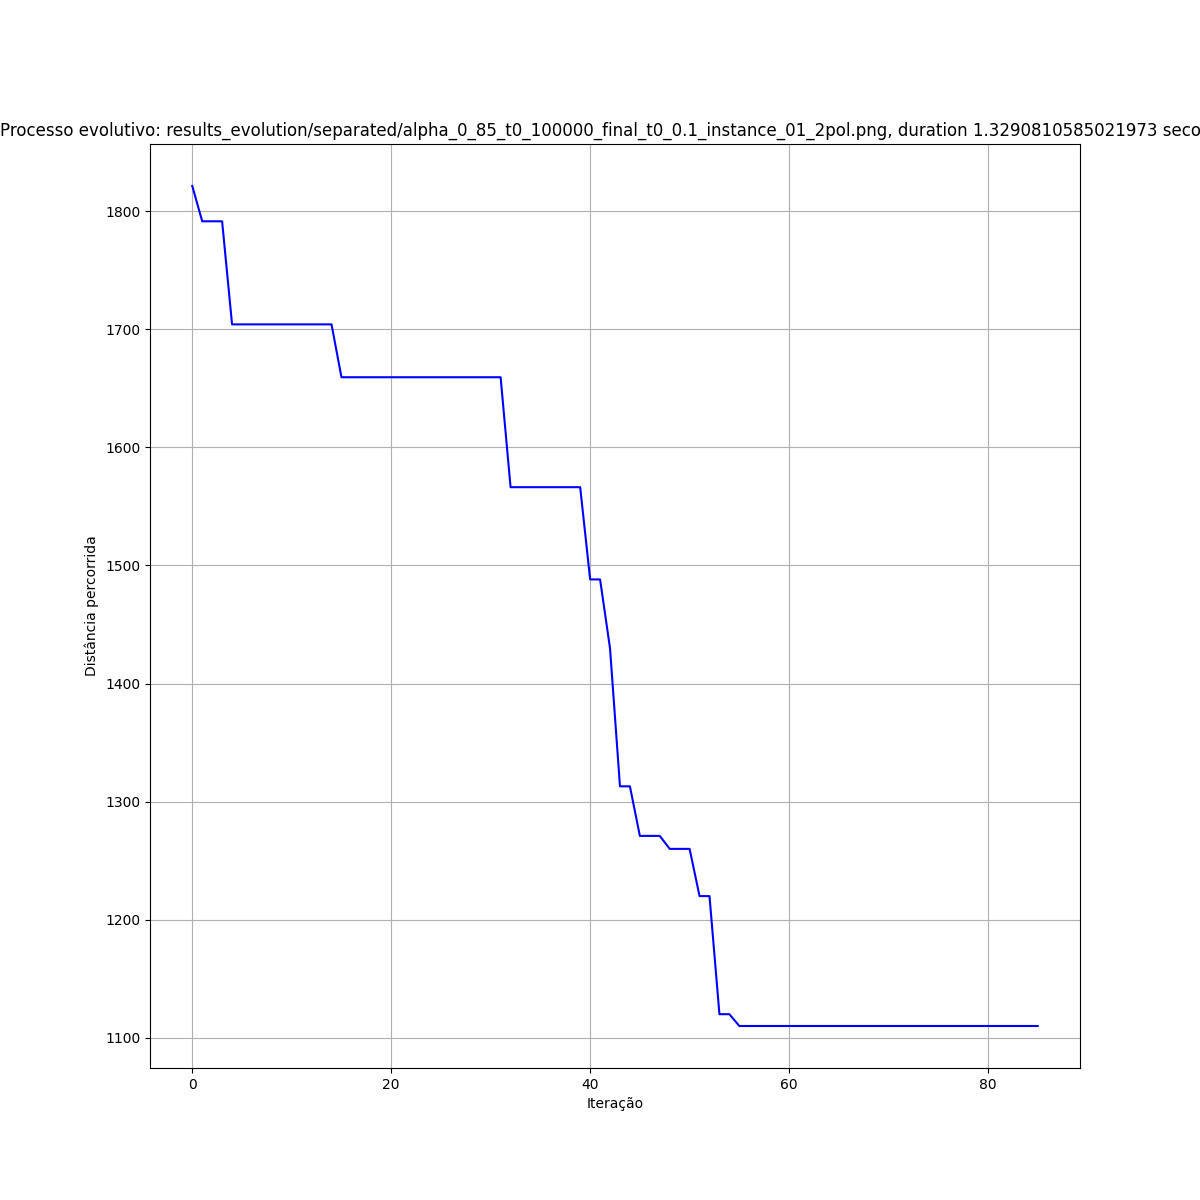 Processo evolutivo: results_evolution/separated/alpha_0_85_t0_100000_final_t0_0.1_instance_01_2pol.png, duration 1.3290810585021973 seco
1800
1700
1600
1500
1400
1300
1200
1100
Distância percorrida
0 20 40 60 80
Iteração